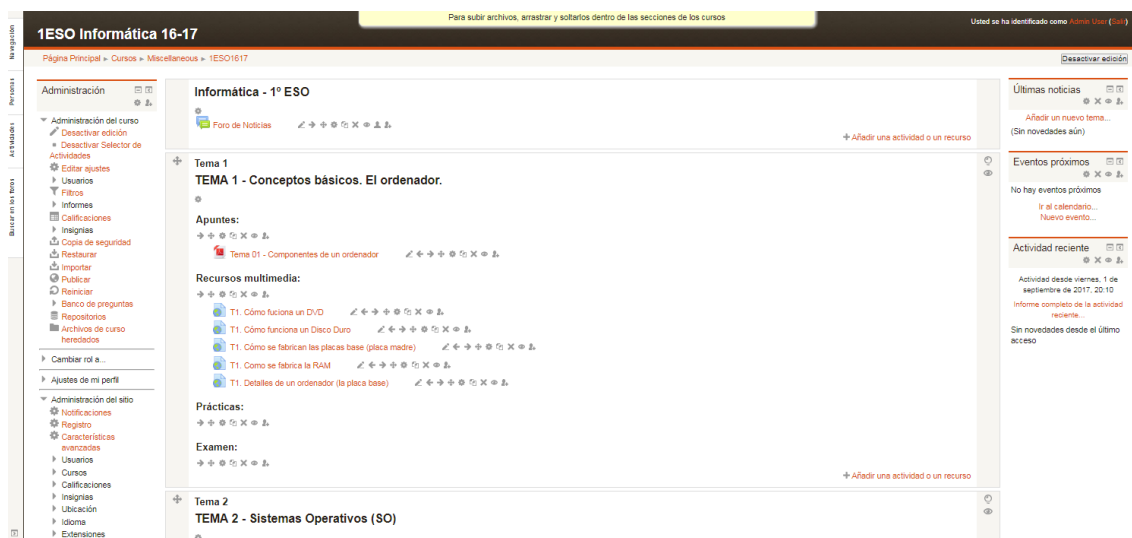 Para subir archivos, arrastrar y soltarlos dentro de las secciones de los cursos
Usted se ha identificado como Admin User (Salir)
1ESO Informática 16-17
Página Principal ► Cursos ► Miscellaneous ► 1ESO1617
Desactivar edición
Navegación
Personas
Actividades
Buscar en los foros
Administración
Administración del curso
Desactivar edición
Desactivar Selector de
Actividades
Editar ajustes
Usuarios
Filtros
Informes
Calificaciones
Insignias
Copia de seguridad
Restaurar
Importar
Publicar
Reiniciar
Banco de preguntas
Repositorios
Archivos de curso
heredados
Cambiar rol a...
Ajustes de mi perfil
Administración del sitio
Notificaciones
Registro
Características
avanzadas
Usuarios
Cursos
Calificaciones
Insignias
Ubicación
Idioma
Extensiones
Informática - 1º ESO
Foro de Noticias
Añadir una actividad o un recurso
Tema 1
TEMA 1 - Conceptos básicos. El ordenador.
Apuntes:
Tema 01 - Componentes de un ordenador
Recursos multimedia:
T1. Cómo fuciona un DVD
T1. Cómo funciona un Disco Duro
T1. Cómo se fabrican las placas base (placa madre)
T1. Como se fabrica la RAM
T1. Detalles de un ordenador (la placa base)
Prácticas:
Examen:
Añadir una actividad o un recurso
Tema 2
TEMA 2 - Sistemas Operativos (SO)
Últimas noticias
Añadir un nuevo tema...
(Sin novedades aún)
Eventos próximos
No hay eventos próximos
Ir al calendario...
Nuevo evento...
Actividad reciente
Actividad desde viernes, 1 de
septiembre de 2017, 20:10
Informe completo de la actividad
reciente...
Sin novedades desde el último
acceso